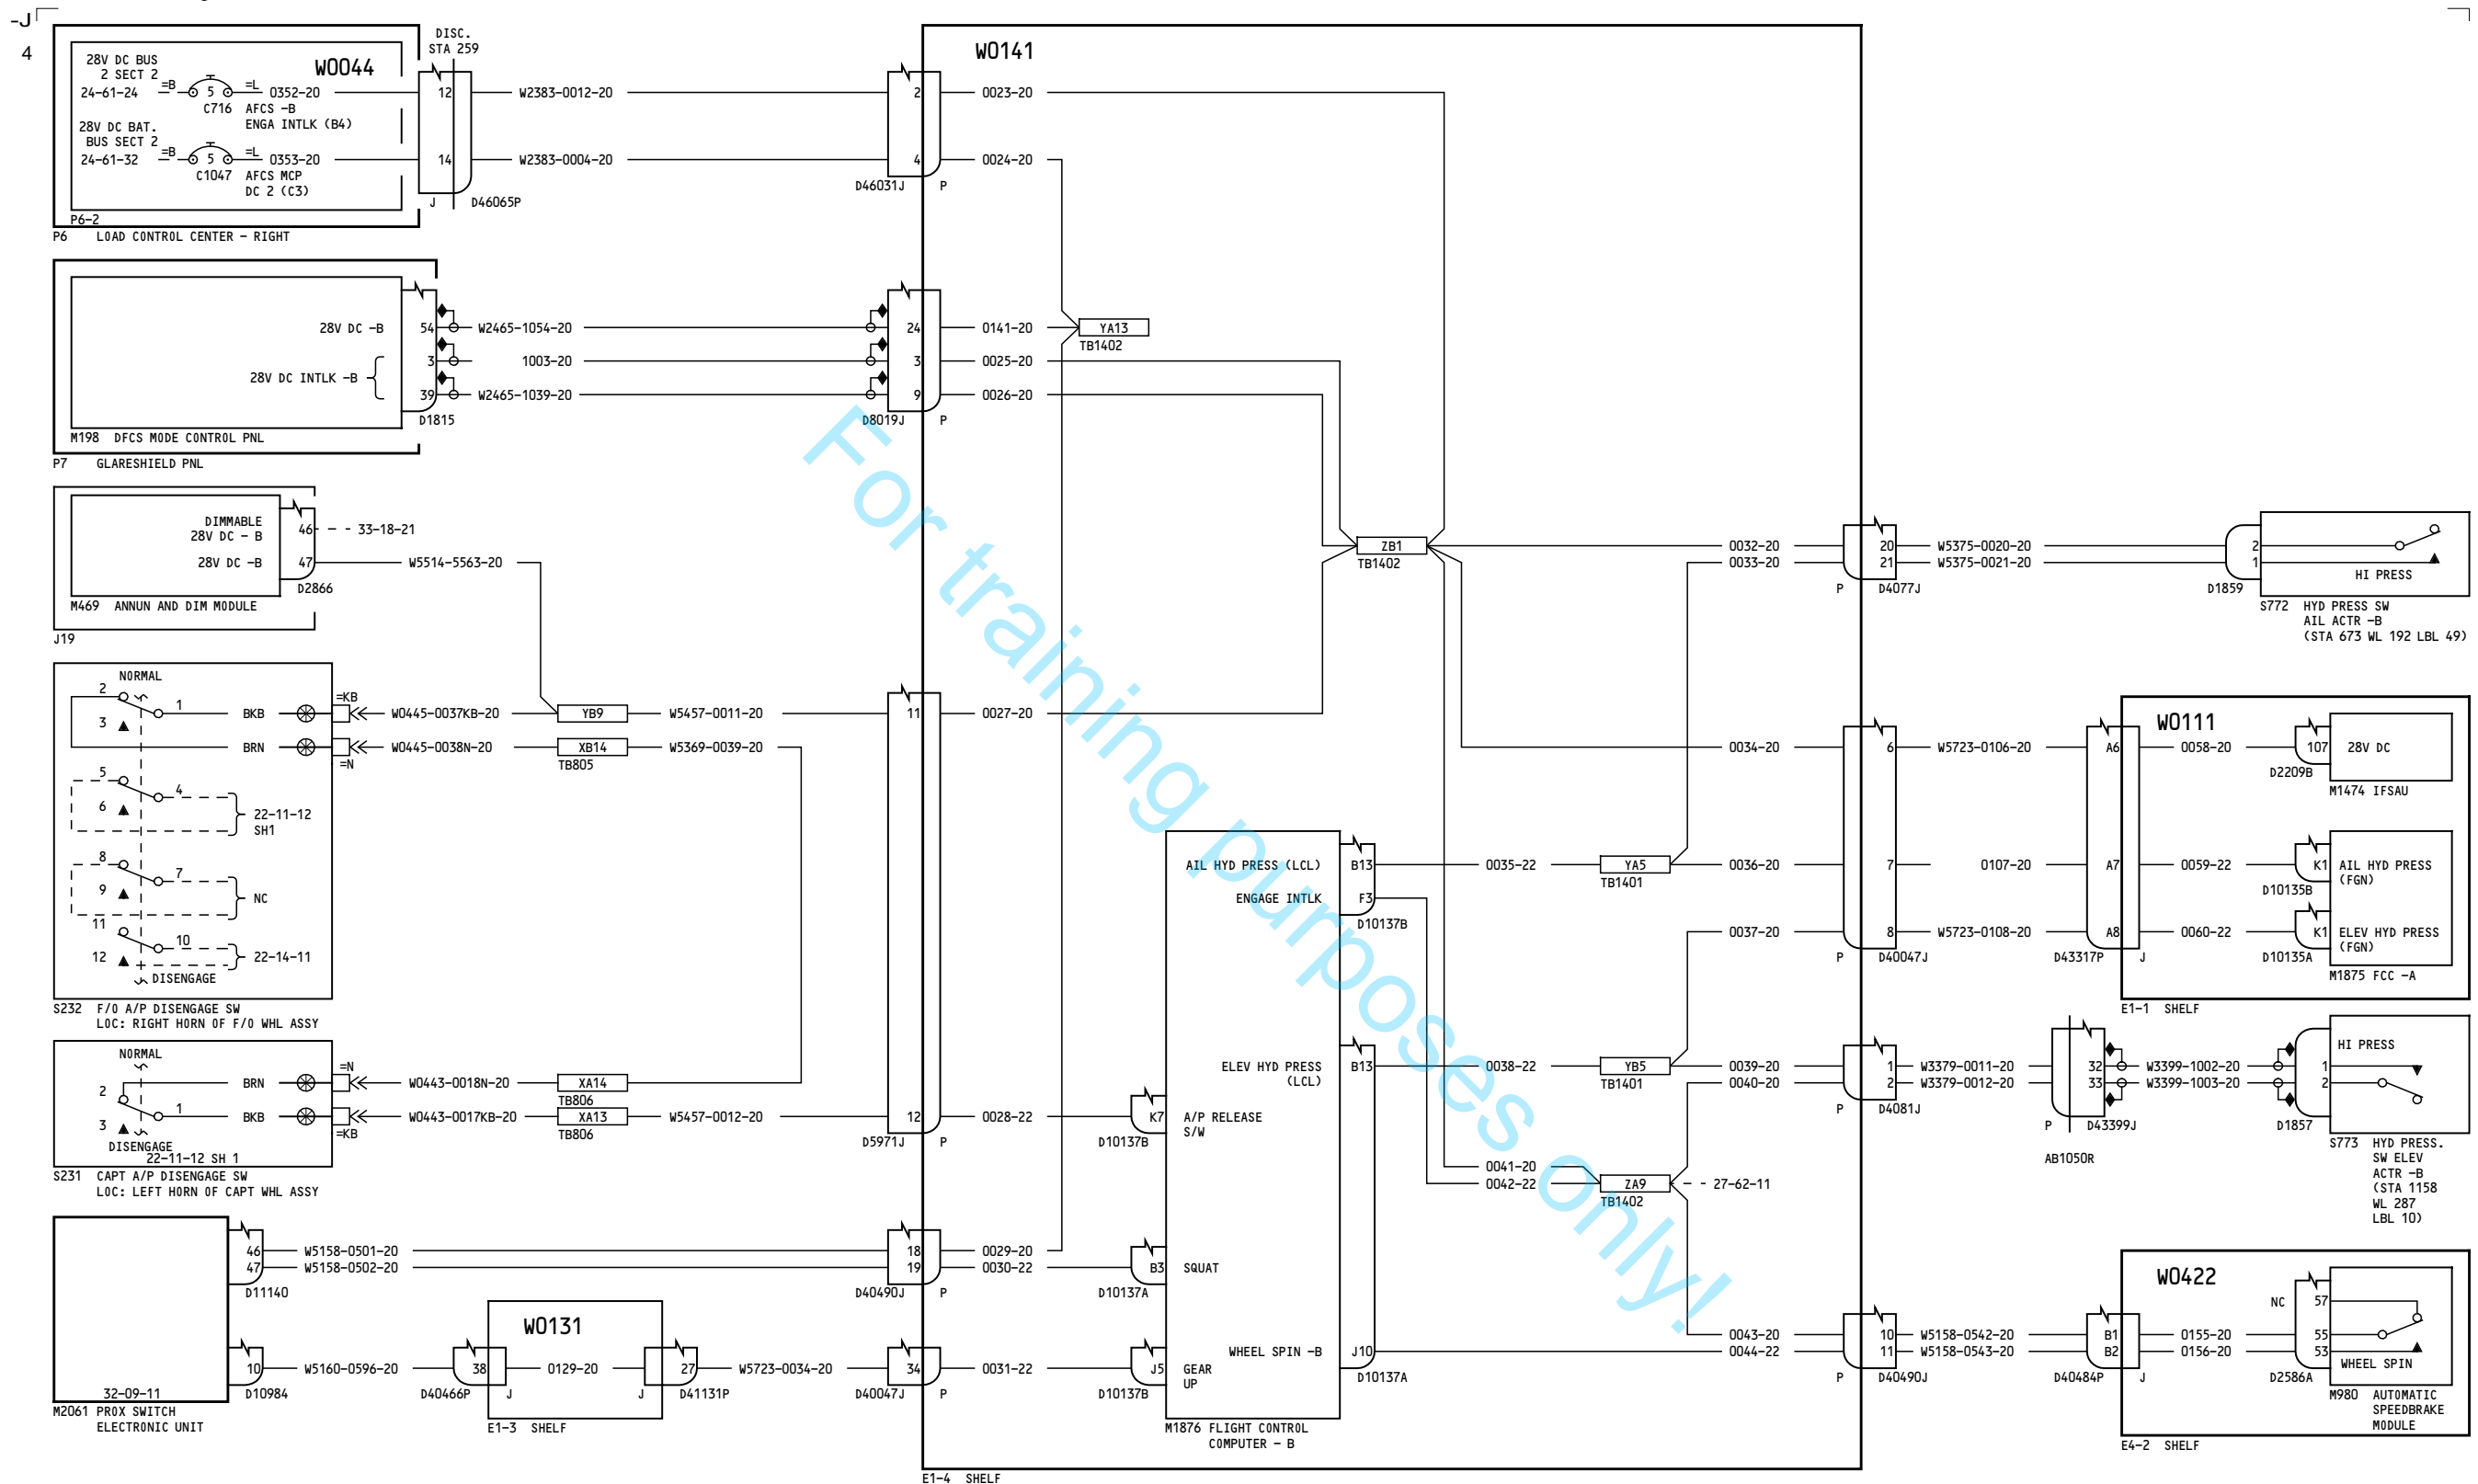 -J
4
28V DC BUS
2 SECT 2
24-61-24
=B
5
=L
0352-20
C716
AFCS -B
ENGA INTLK (B4)
28V DC BAT.
BUS SECT 2
24-61-32
=B
5
=L
0353-20
C1047
AFCS MCP
DC 2 (C3)
W0044
P6-2
P6 LOAD CONTROL CENTER - RIGHT
DISC.
STA 259
12
14
J
D46065P
W2383-0012-20
W2383-0004-20
2
4
D46031J
P
W0141
0023-20
0024-20
28V DC -B
28V DC INTLK -B
54
3
39
D1815
M198 DFCS MODE CONTROL PNL
P7 GLARESHIELD PNL
W2465-1054-20
1003-20
W2465-1039-20
24
3
9
D8019J
P
0141-20
0025-20
0026-20
YA13
TB1402
DIMMABLE
28V DC - B
28V DC -B
46
47
33-18-21
W5514-5563-20
D2866
M469 ANNUN AND DIM MODULE
J19
ZB1
TB1402
0032-20
0033-20
20
21
P
D4077J
W5375-0020-20
W5375-0021-20
2
1
D1859
HI PRESS
S772 HYD PRESS SW
AIL ACTR -B
(STA 673 WL 192 LBL 49)
NORMAL
2
1
3
BKB
BRN
=KB
=N
W0445-0037KB-20
W0445-0038N-20
YB9
XB14
TB805
W5457-0011-20
W5369-0039-20
11
0027-20
5
4
6
22-11-12
SH1
8
7
9
NC
11
10
12
22-14-11
DISENGAGE
S232 F/O A/P DISENGAGE SW
LOC: RIGHT HORN OF F/O WHL ASSY
0034-20
6
W5723-0106-20
A6
W0111
0058-20
107
28V DC
D2209B
M1474 IFSAU
AIL HYD PRESS (LCL)
B13
ENGAGE INTLK
F3
D10137B
0035-22
YA5
TB1401
0036-20
7
0107-20
A7
0059-22
K1
AIL HYD PRESS
(FGN)
D10135B
0037-20
8
W5723-0108-20
A8
0060-22
K1
ELEV HYD PRESS
(FGN)
P
D40047J
D43317P
J
D10135A
M1875 FCC -A
E1-1 SHELF
NORMAL
2
1
3
DISENGAGE
22-11-12 SH 1
BRN
BKB
=N
=KB
W0443-0018N-20
W0443-0017KB-20
XA14
TB806
XA13
TB806
W5457-0012-20
12
D5971J
P
0028-22
K7
D10137B
A/P RELEASE
S/W
S231 CAPT A/P DISENGAGE SW
LOC: LEFT HORN OF CAPT WHL ASSY
ELEV HYD PRESS
(LCL)
B13
0038-22
YB5
TB1401
0039-20
0040-20
1
2
P
D4081J
W3379-0011-20
W3379-0012-20
32
33
P
D43399J
AB1050R
W3399-1002-20
W3399-1003-20
1
2
D1857
HI PRESS
S773 HYD PRESS.
SW ELEV
ACTR -B
(STA 1158
WL 287
LBL 10)
0041-20
0042-22
ZA9
TB1402
27-62-11
46
47
D11140
W5158-0501-20
W5158-0502-20
18
19
D40490J
P
0029-20
0030-22
B3
D10137A
SQUAT
10
D10984
32-09-11
M2061 PROX SWITCH
ELECTRONIC UNIT
W5160-0596-20
38
D40466P
J
W0131
0129-20
27
J
D41131P
E1-3 SHELF
W5723-0034-20
34
D40047J
P
0031-22
J5
D10137B
GEAR
UP
WHEEL SPIN -B
J10
D10137A
M1876 FLIGHT CONTROL
COMPUTER - B
E1-4 SHELF
0043-20
0044-22
10
11
P
D40490J
W5158-0542-20
W5158-0543-20
B1
B2
D40484P
J
W0422
0155-20
0156-20
NC
57
55
53
D2586A
WHEEL SPIN
M980 AUTOMATIC
SPEEDBRAKE
MODULE
E4-2 SHELF
For training purposes only!